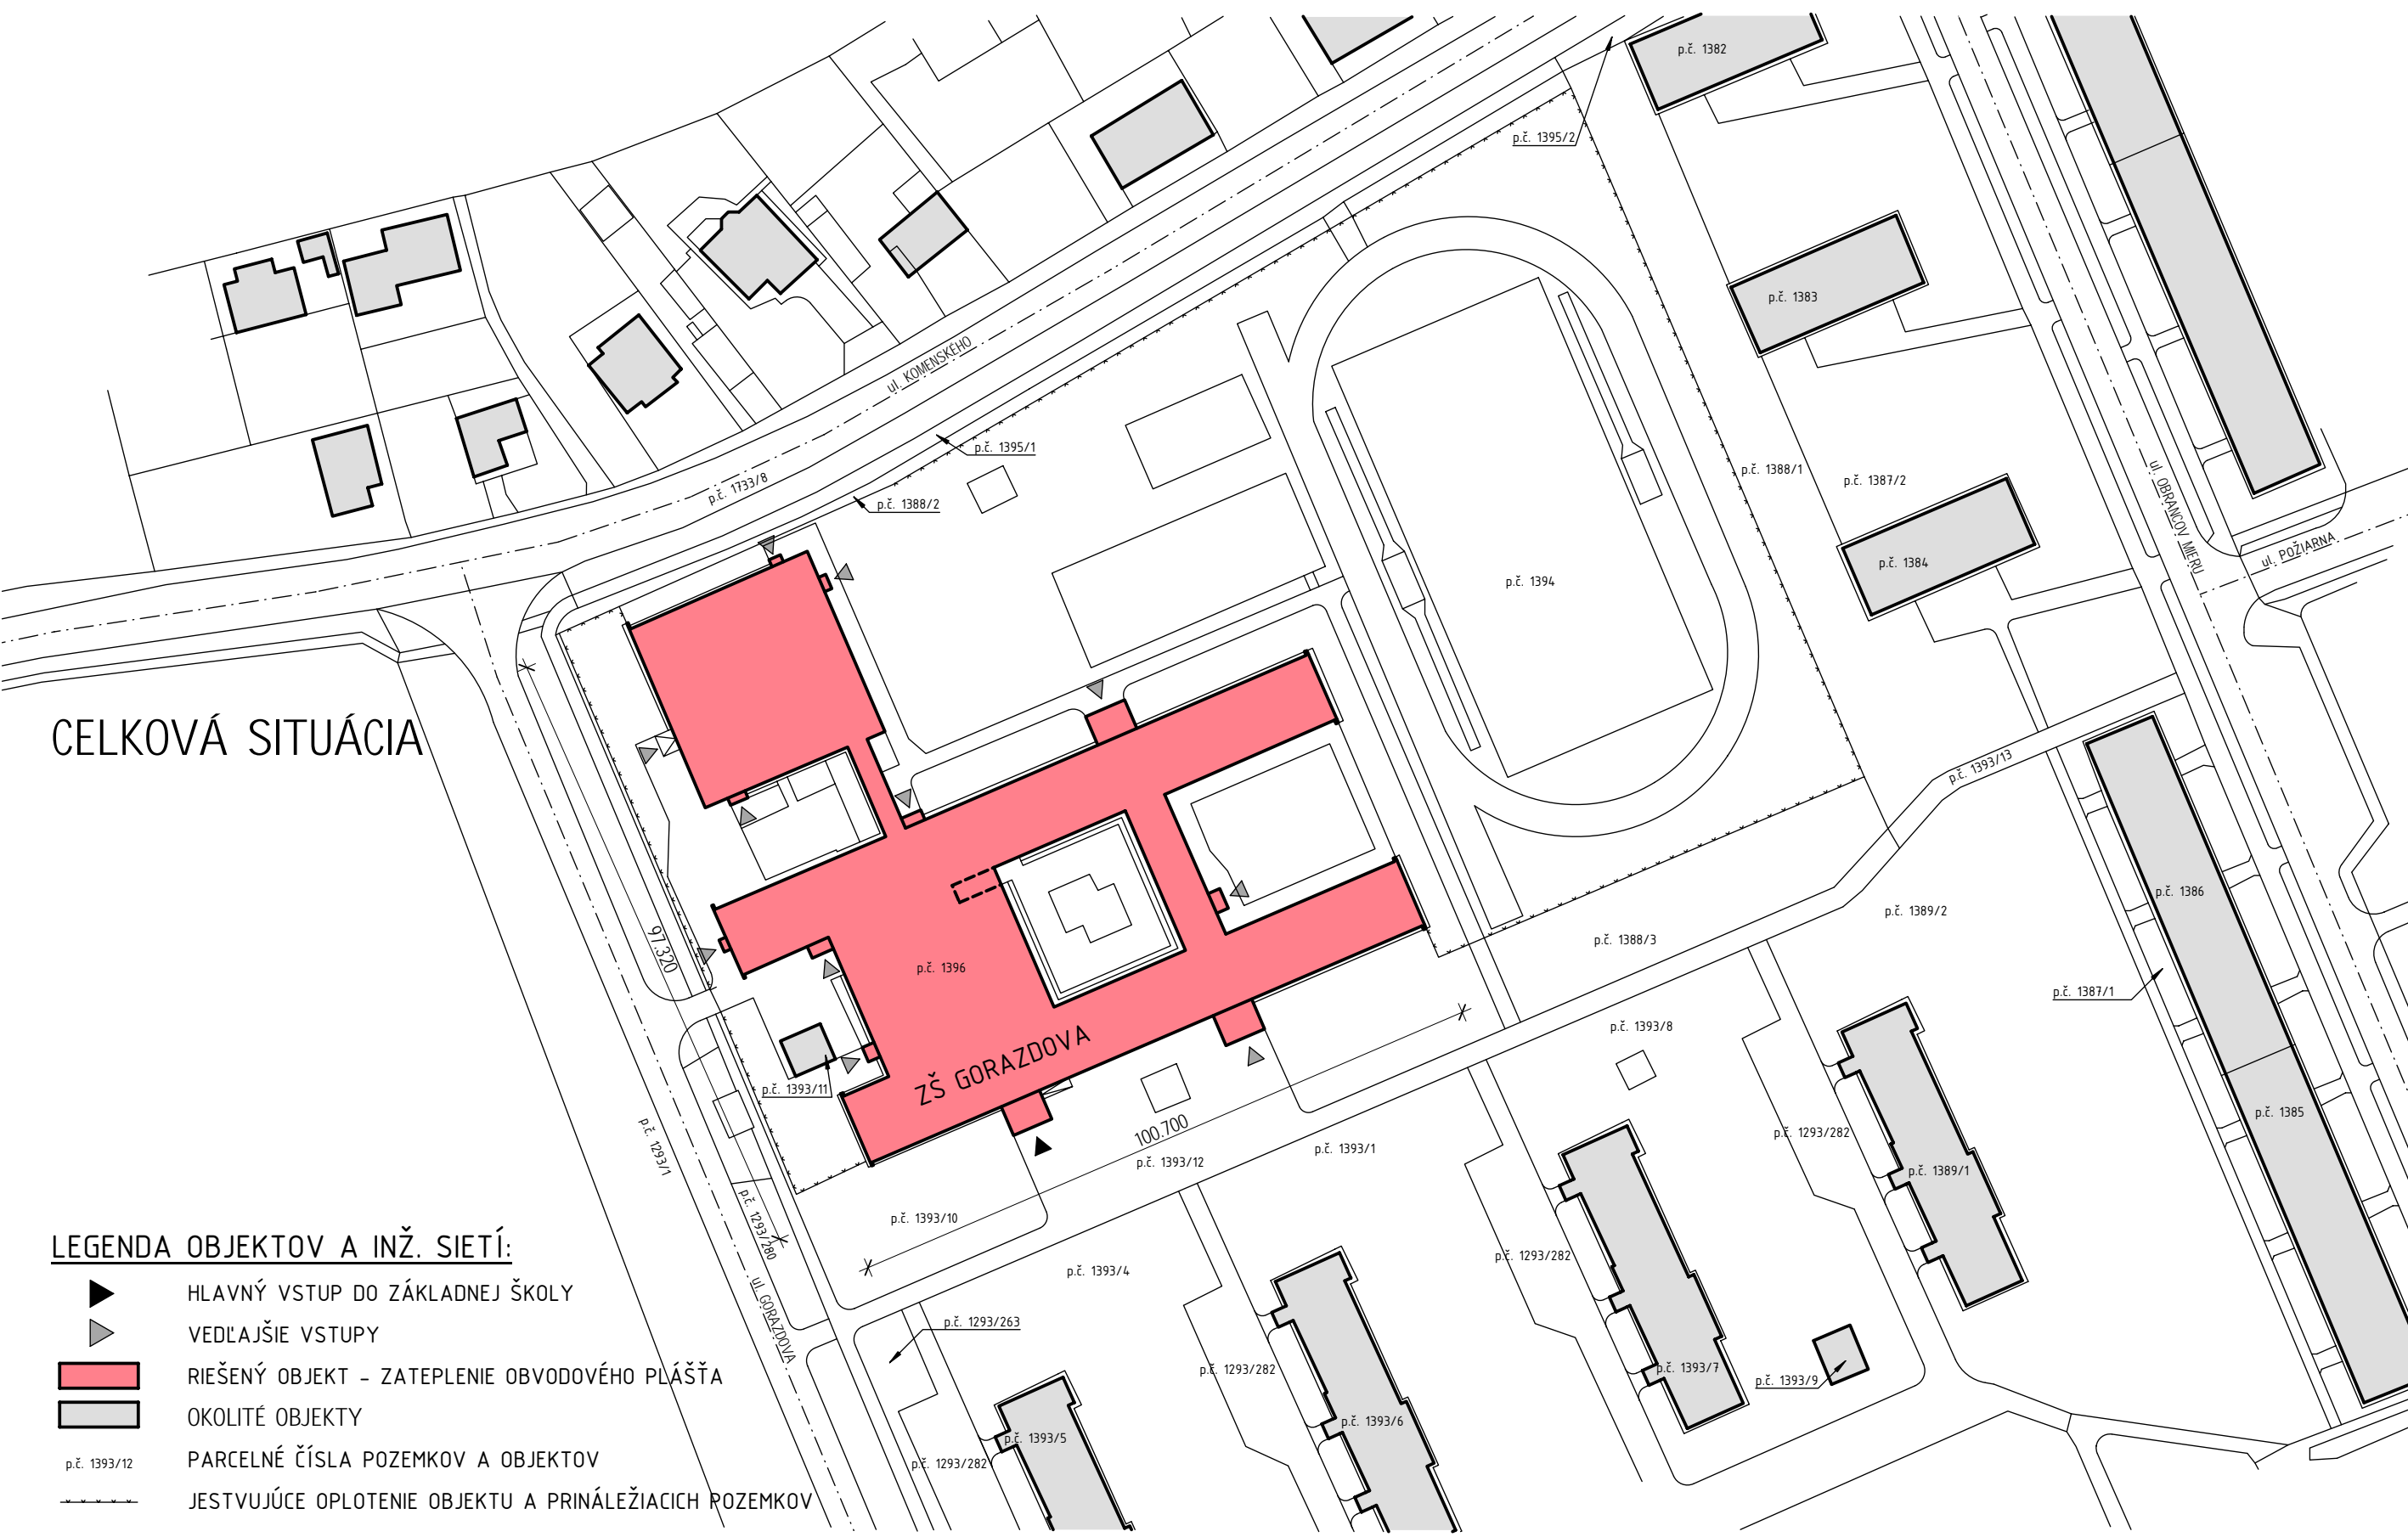 p.č. 1382
p.č. 1395/2
p.č. 1383
ul. KOMENSKÉHO
p.č. 1395/1
p.č. 1388/1
p.č. 1387/2
p.č. 1733/8
p.č. 1388/2
ul. OBRANCOV MIERU
ul. POŽIARNA
p.č. 1384
p.č. 1394
CELKOVÁ SITUÁCIA
p.č. 1393/13
p.č. 1386
p.č. 1389/2
p.č. 1388/3
97.320
p.č. 1396
p.č. 1387/1
p.č. 1393/8
ZŠ GORAZDOVA
p.č. 1393/11
p.č. 1385
100.700
p.č. 1293/282
p.č. 1293/1
p.č. 1393/1
p.č. 1393/12
p.č. 1389/1
p.č. 1393/10
p.č. 1293/280
p.č. 1293/282
p.č. 1393/4
ul. GORAZDOVA
p.č. 1293/263
p.č. 1293/282
p.č. 1393/7
p.č. 1393/9
p.č. 1393/6
p.č. 1393/5
p.č. 1293/282
LEGENDA OBJEKTOV A INŽ. SIETÍ:
HLAVNÝ VSTUP DO ZÁKLADNEJ ŠKOLY
VEDĽAJŠIE VSTUPY
RIEŠENÝ OBJEKT - ZATEPLENIE OBVODOVÉHO PLÁŠŤA
OKOLITÉ OBJEKTY
p.č. 1393/12 PARCELNÉ ČÍSLA POZEMKOV A OBJEKTOV
JESTVUJÚCE OPLOTENIE OBJEKTU A PRINÁLEŽIACICH POZEMKOV